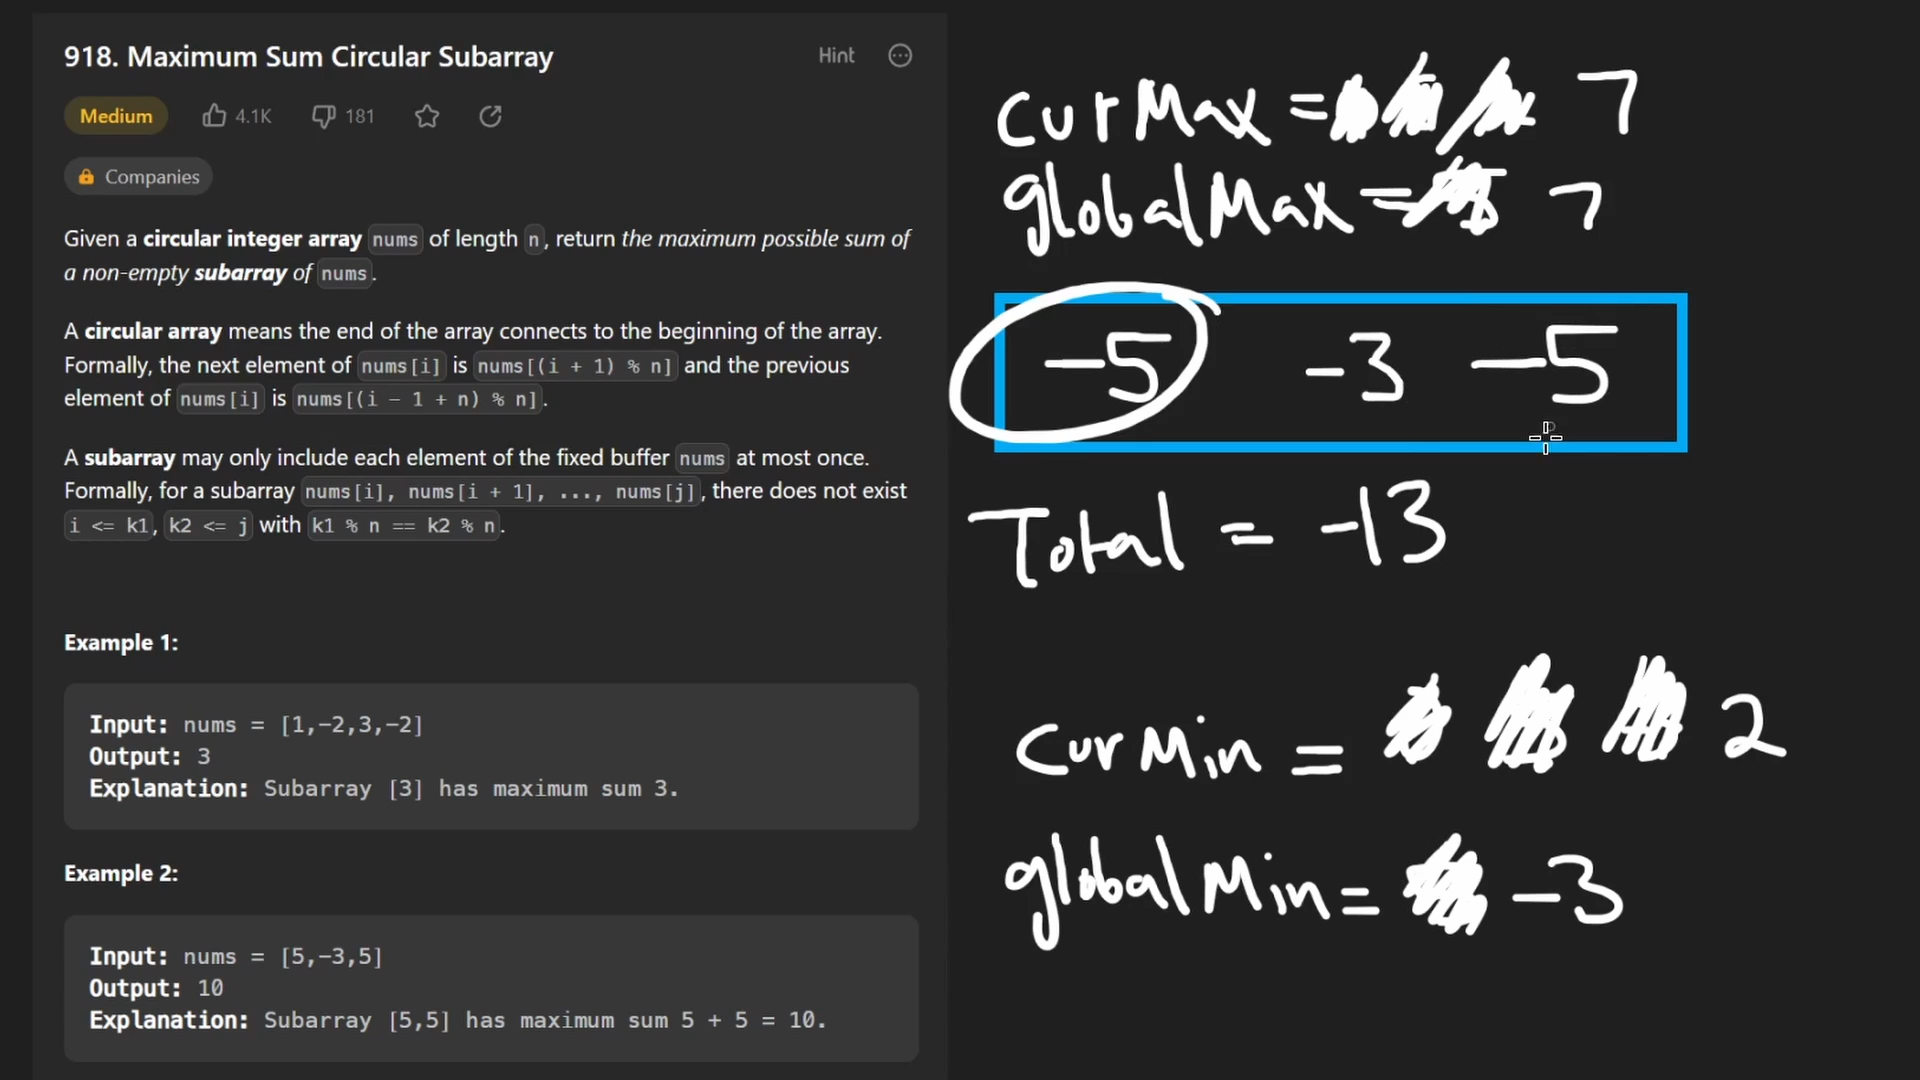 918. Maximum Sum Circular Subarray
Hint
Medium
4.1K
181
Companies
Given a circular integer array nums of length n, return the maximum possible sum of
a non-empty subarray of nums.
A circular array means the end of the array connects to the beginning of the array.
Formally, the next element of nums[i] is nums[(i + 1) % n] and the previous
element of nums[i] is nums[(i - 1 + n) % n].
A subarray may only include each element of the fixed buffer nums at most once.
Formally, for a subarray nums[i], nums[i + 1], ..., nums[j], there does not exist
i <= k1, k2 <= j with k1 % n == k2 % n.
Example 1:
Input: nums = [1,-2,3,-2]
Output: 3
Explanation: Subarray [3] has maximum sum 3.
Example 2:
Input: nums = [5,-3,5]
Output: 10
Explanation: Subarray [5,5] has maximum sum 5 + 5 = 10.
curMax = 7
globalMax = 7
-5 -3 -5
Total = -13
curMin = 2
globalMin = -3